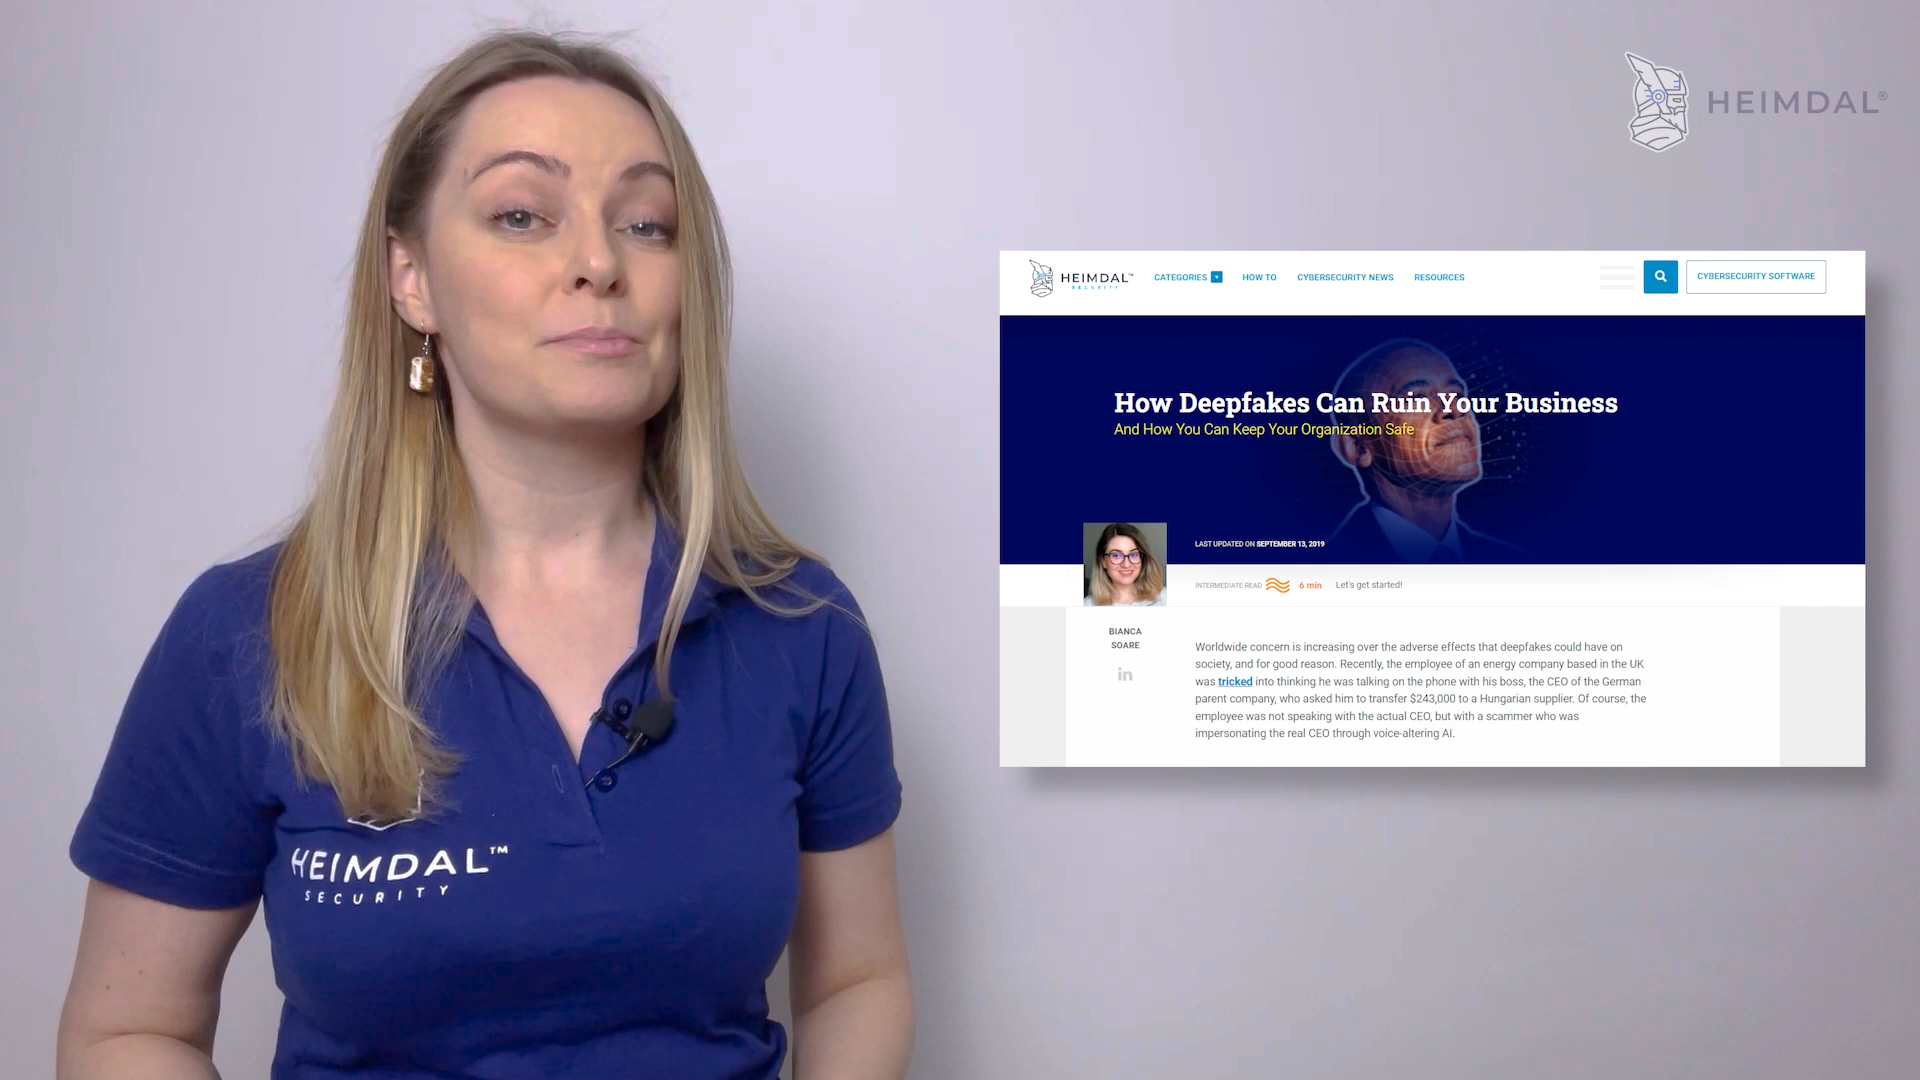 HEIMDAL®
HEIMDAL™
SECURITY
CATEGORIES
HOW TO
CYBERSECURITY NEWS
RESOURCES
CYBERSECURITY SOFTWARE
How Deepfakes Can Ruin Your Business
And How You Can Keep Your Organization Safe
LAST UPDATED ON SEPTEMBER 13, 2019
INTERMEDIATE READ
6 min
Let's get started!
BIANCA
SOARE
in
Worldwide concern is increasing over the adverse effects that deepfakes could have on
society, and for good reason. Recently, the employee of an energy company based in the UK
was tricked into thinking he was talking on the phone with his boss, the CEO of the German
parent company, who asked him to transfer $243,000 to a Hungarian supplier. Of course, the
employee was not speaking with the actual CEO, but with a scammer who was
impersonating the real CEO through voice-altering AI.
HEIMDAL™
SECURITY